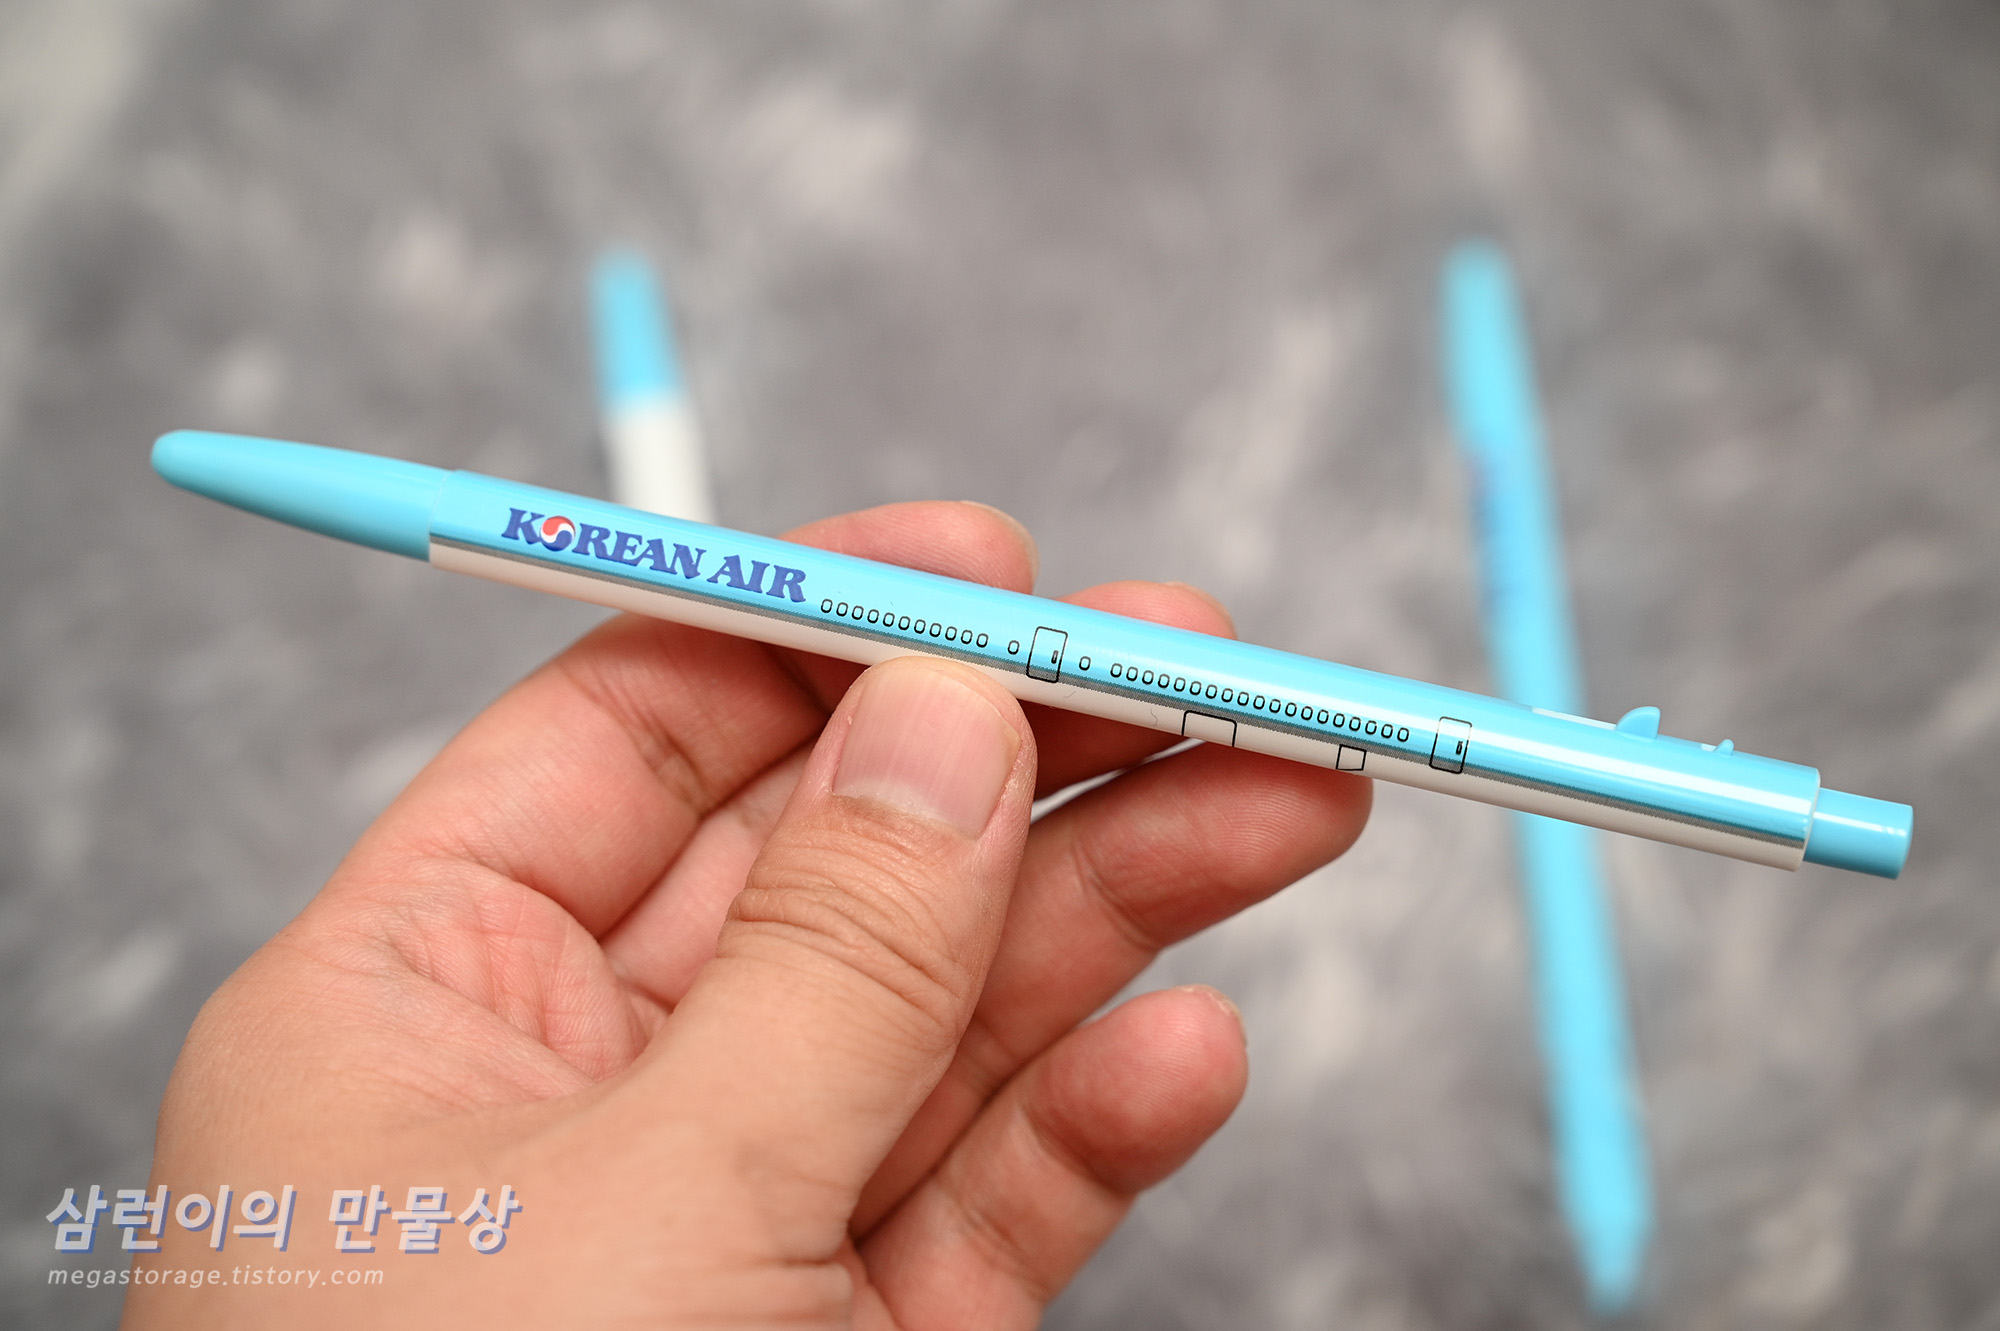 KOREAN AIR
삼런이의 만물상
megastorage.tistory.com